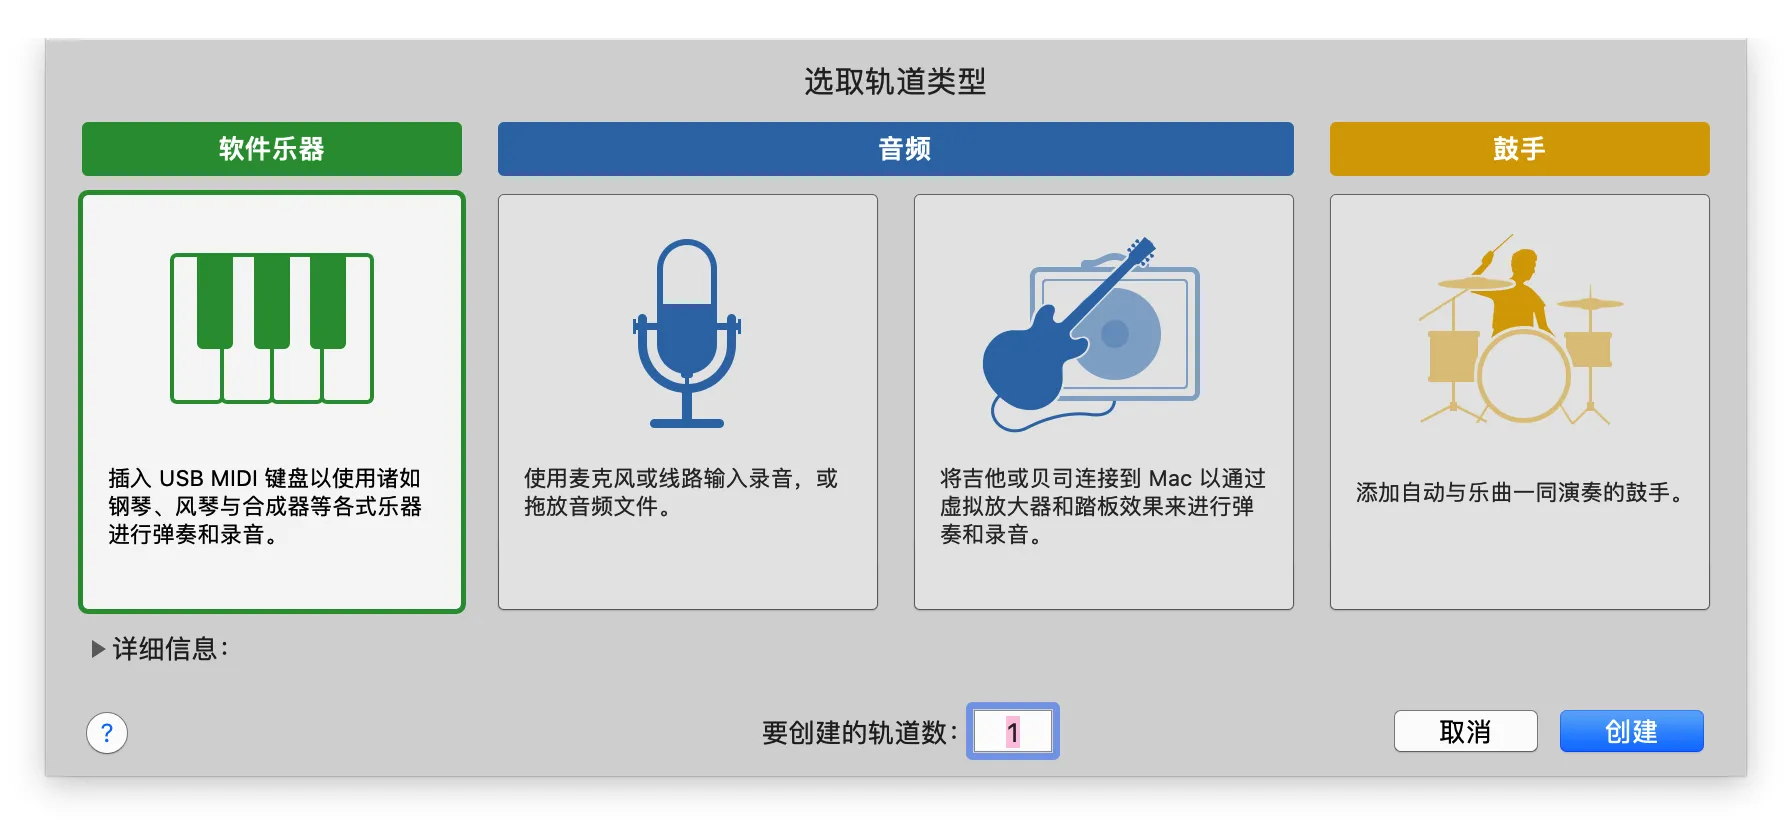 选取轨道类型
软件乐器
音频
鼓手
插入 USB MIDI 键盘以使用诸如
钢琴、风琴与合成器等各式乐器
进行弹奏和录音。
使用麦克风或线路输入录音，或
拖放音频文件。
将吉他或贝司连接到 Mac 以通过
虚拟放大器和踏板效果来进行弹
奏和录音。
添加自动与乐曲一同演奏的鼓手。
详细信息：
?
要创建的轨道数：
1
取消
创建